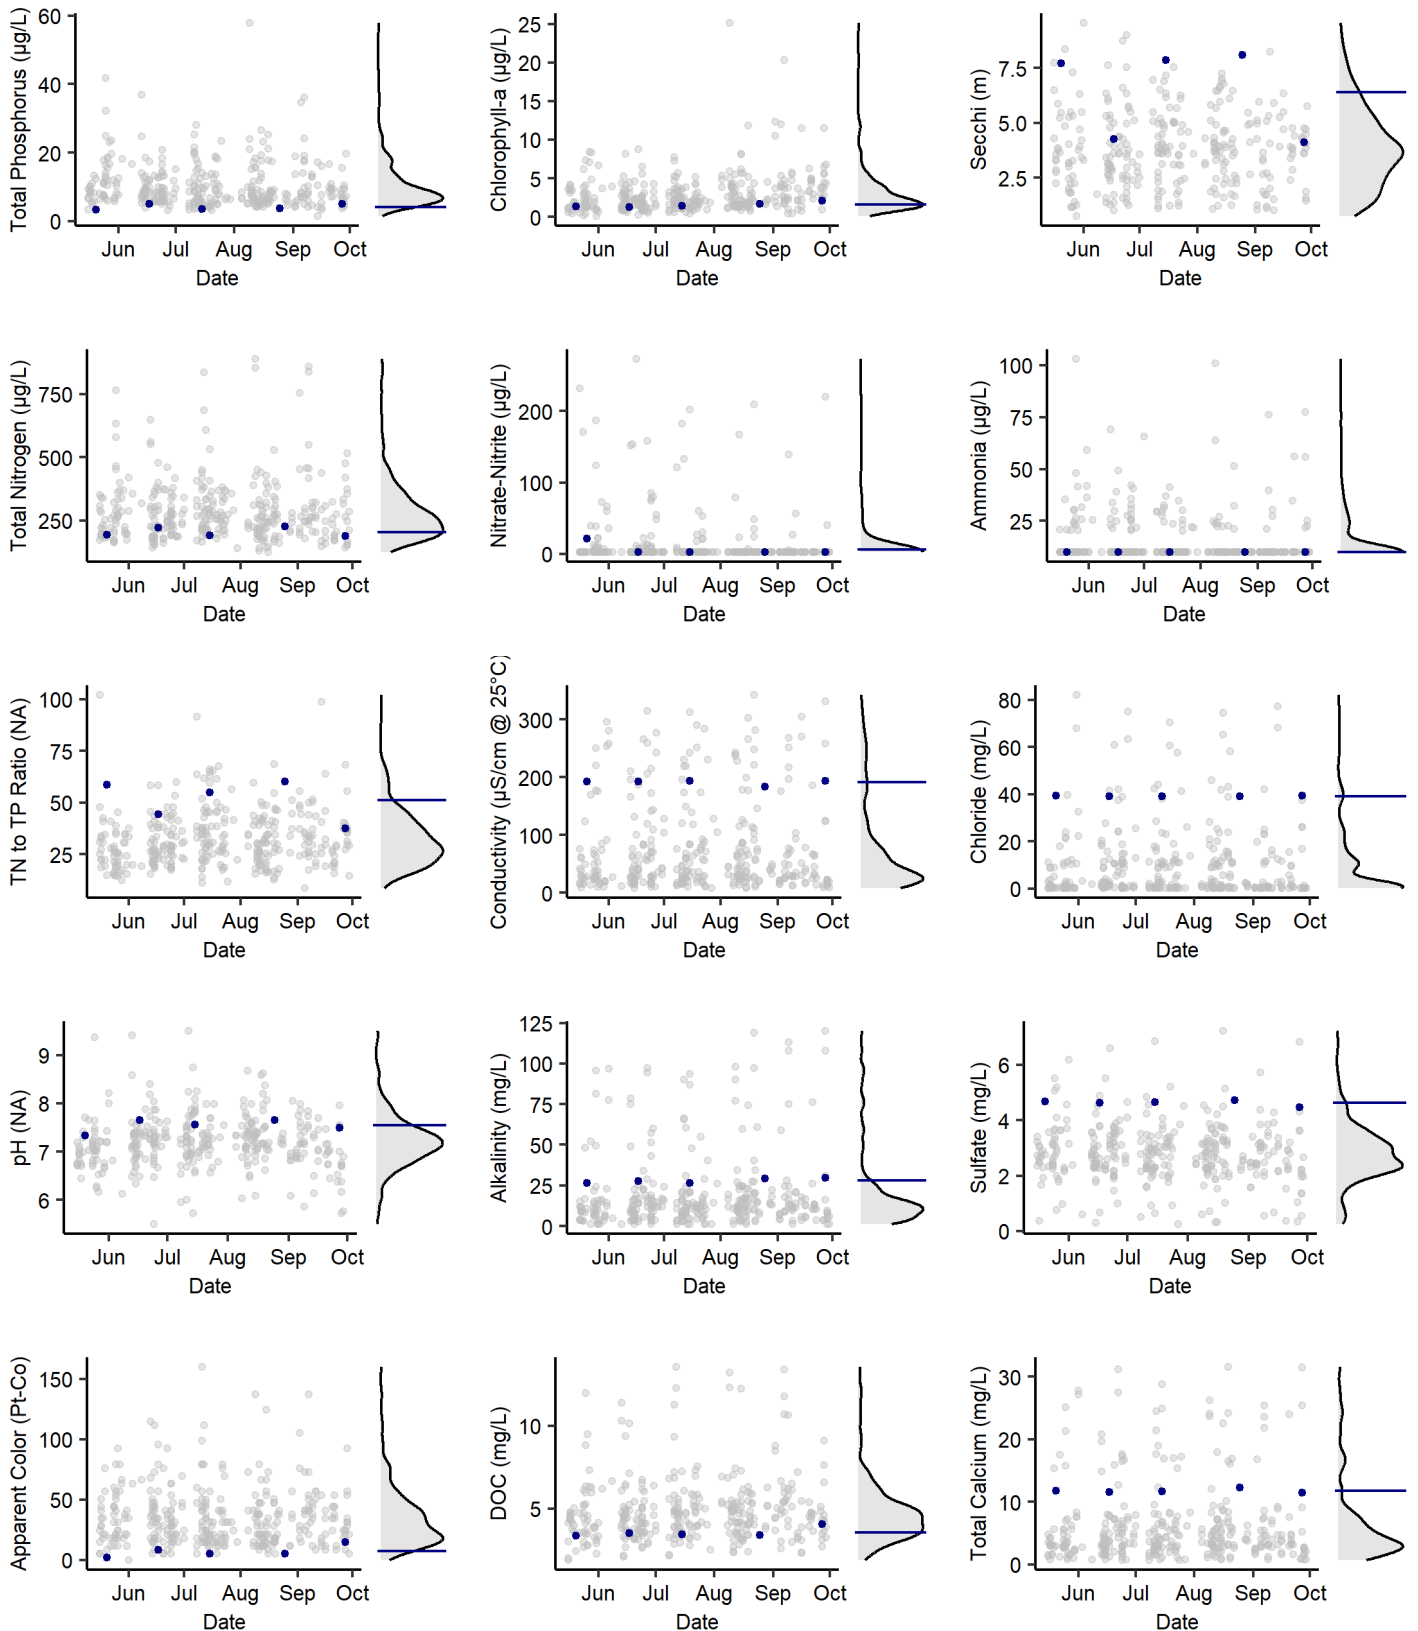 Total Phosphorus (µg/L)
60
40
20
0
Jun Jul Aug Sep Oct
Date
Chlorophyll-a (µg/L)
25
20
15
10
5
0
Jun Jul Aug Sep Oct
Date
Secchi (m)
7.5
5.0
2.5
Jun Jul Aug Sep Oct
Date
Total Nitrogen (µg/L)
750
500
250
Jun Jul Aug Sep Oct
Date
Nitrate-Nitrite (µg/L)
200
100
0
Jun Jul Aug Sep Oct
Date
Ammonia (µg/L)
100
75
50
25
Jun Jul Aug Sep Oct
Date
TN to TP Ratio (NA)
100
75
50
25
Jun Jul Aug Sep Oct
Date
Conductivity (µS/cm @ 25°C)
300
200
100
0
Jun Jul Aug Sep Oct
Date
Chloride (mg/L)
80
60
40
20
0
Jun Jul Aug Sep Oct
Date
pH (NA)
9
8
7
6
Jun Jul Aug Sep Oct
Date
Alkalinity (mg/L)
125
100
75
50
25
0
Jun Jul Aug Sep Oct
Date
Sulfate (mg/L)
6
4
2
0
Jun Jul Aug Sep Oct
Date
Apparent Color (Pt-Co)
150
100
50
0
Jun Jul Aug Sep Oct
Date
DOC (mg/L)
10
5
Jun Jul Aug Sep Oct
Date
Total Calcium (mg/L)
30
20
10
0
Jun Jul Aug Sep Oct
Date